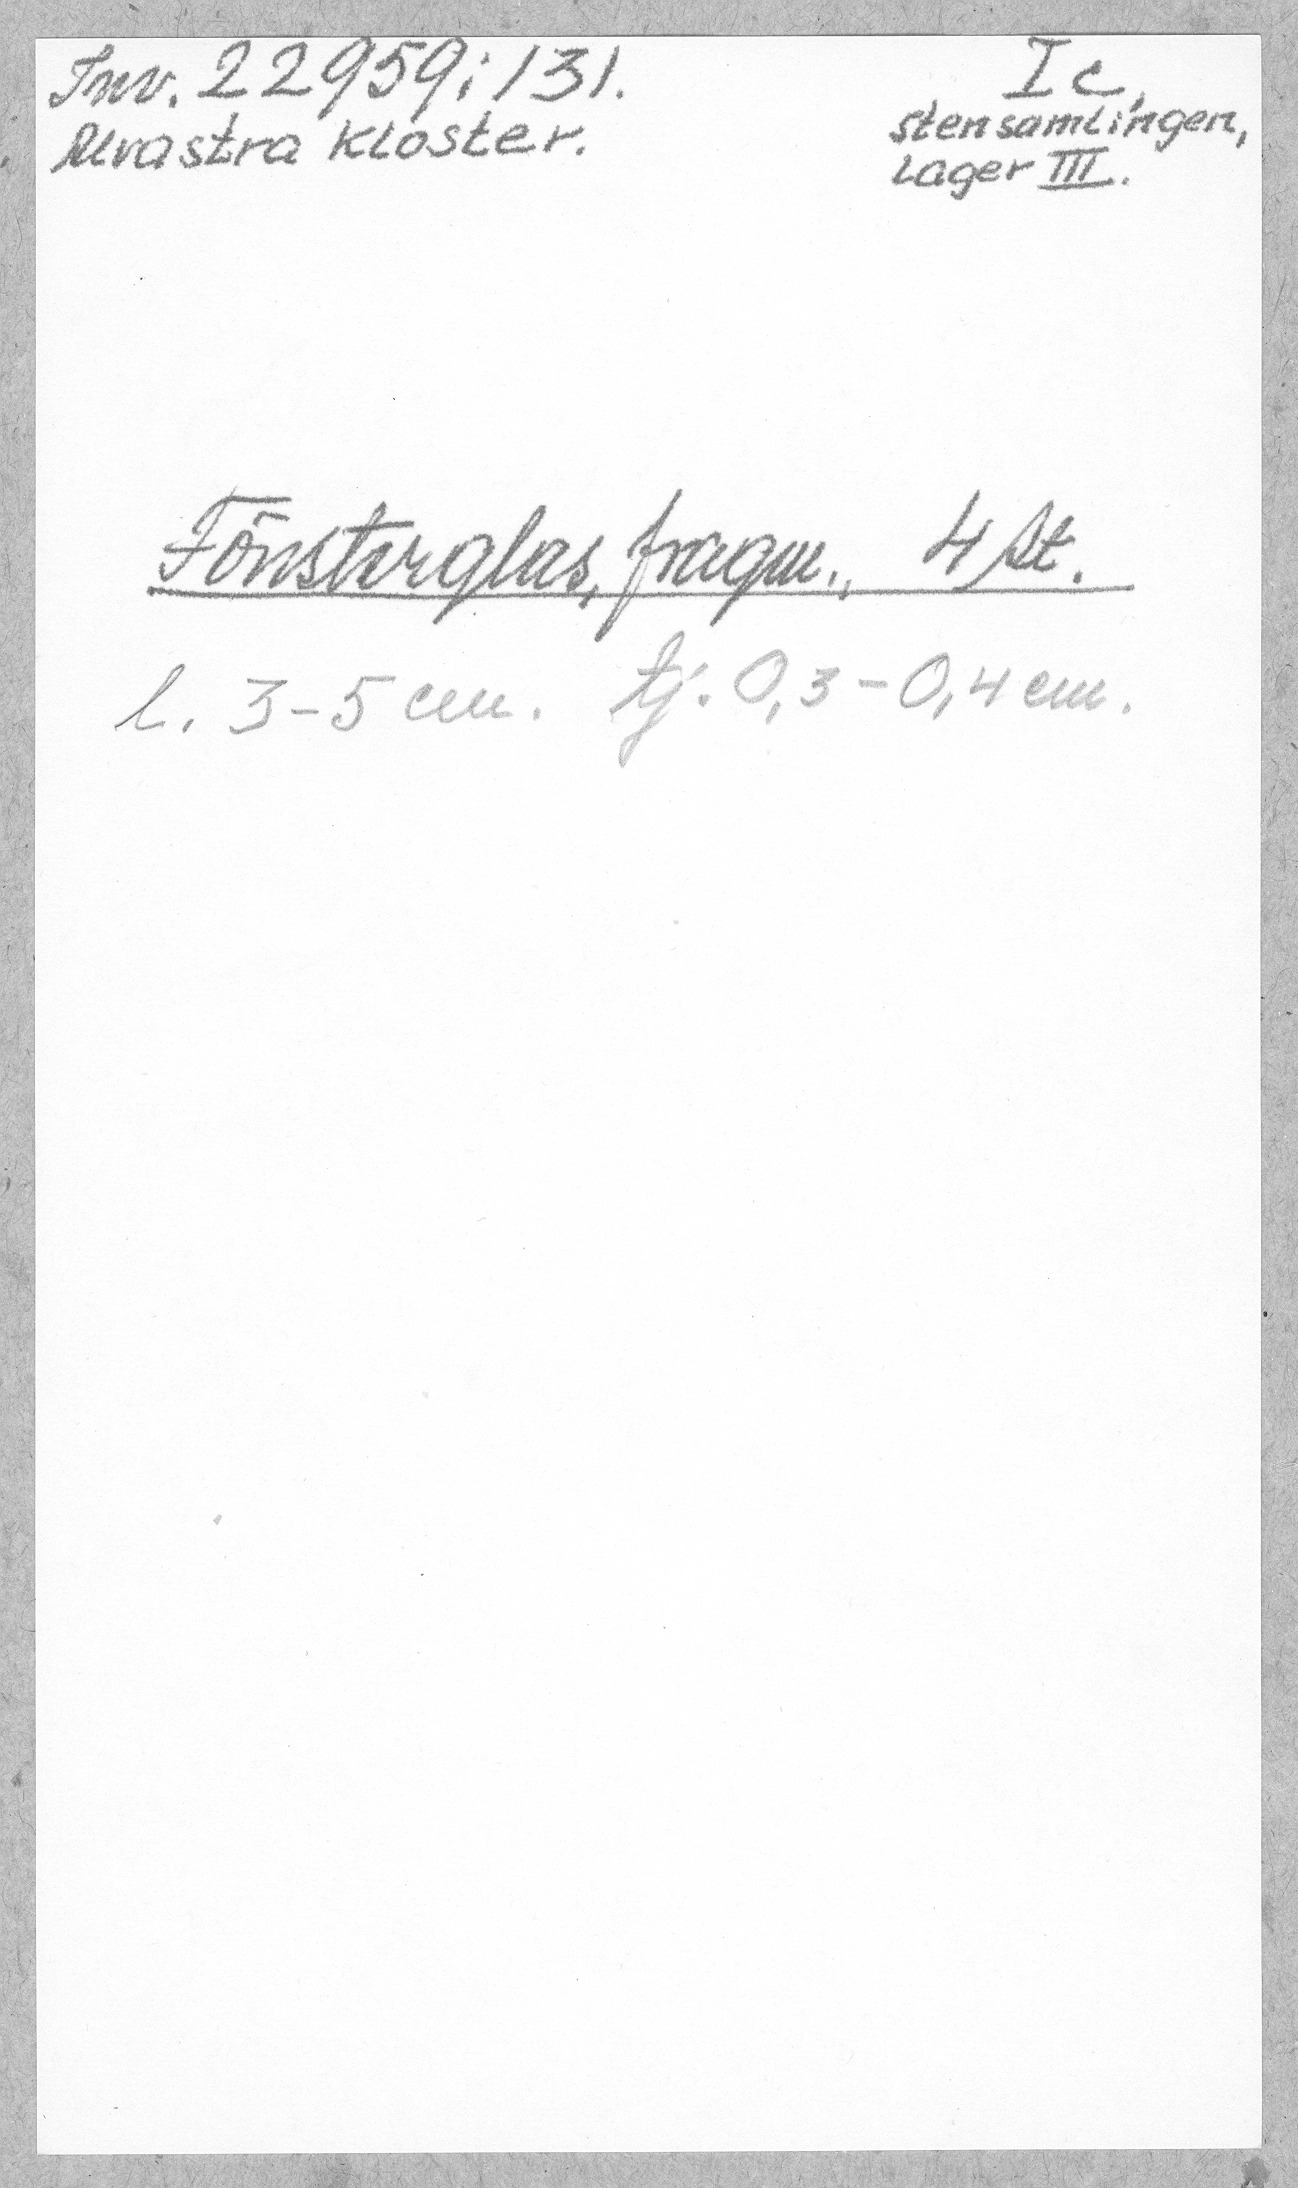 Inv. 22959:131.
Alvastra Kloster.
I c,
stensamlingen,
Lager III.
Fönsterglas, fragm., 4 st.
l. 3-5 cm. tj. 0,3-0,4 cm.